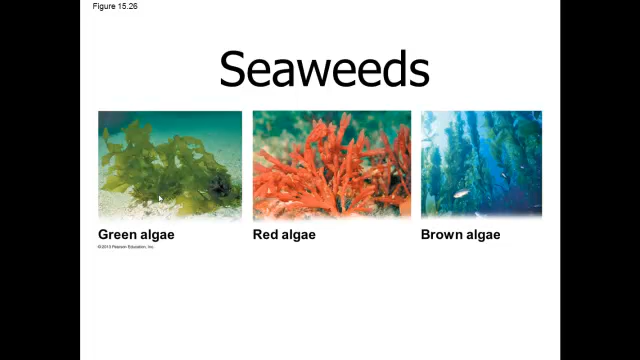 Figure 15.26
Seaweeds
Green algae
Red algae
Brown algae
© 2013 Pearson Education, Inc.